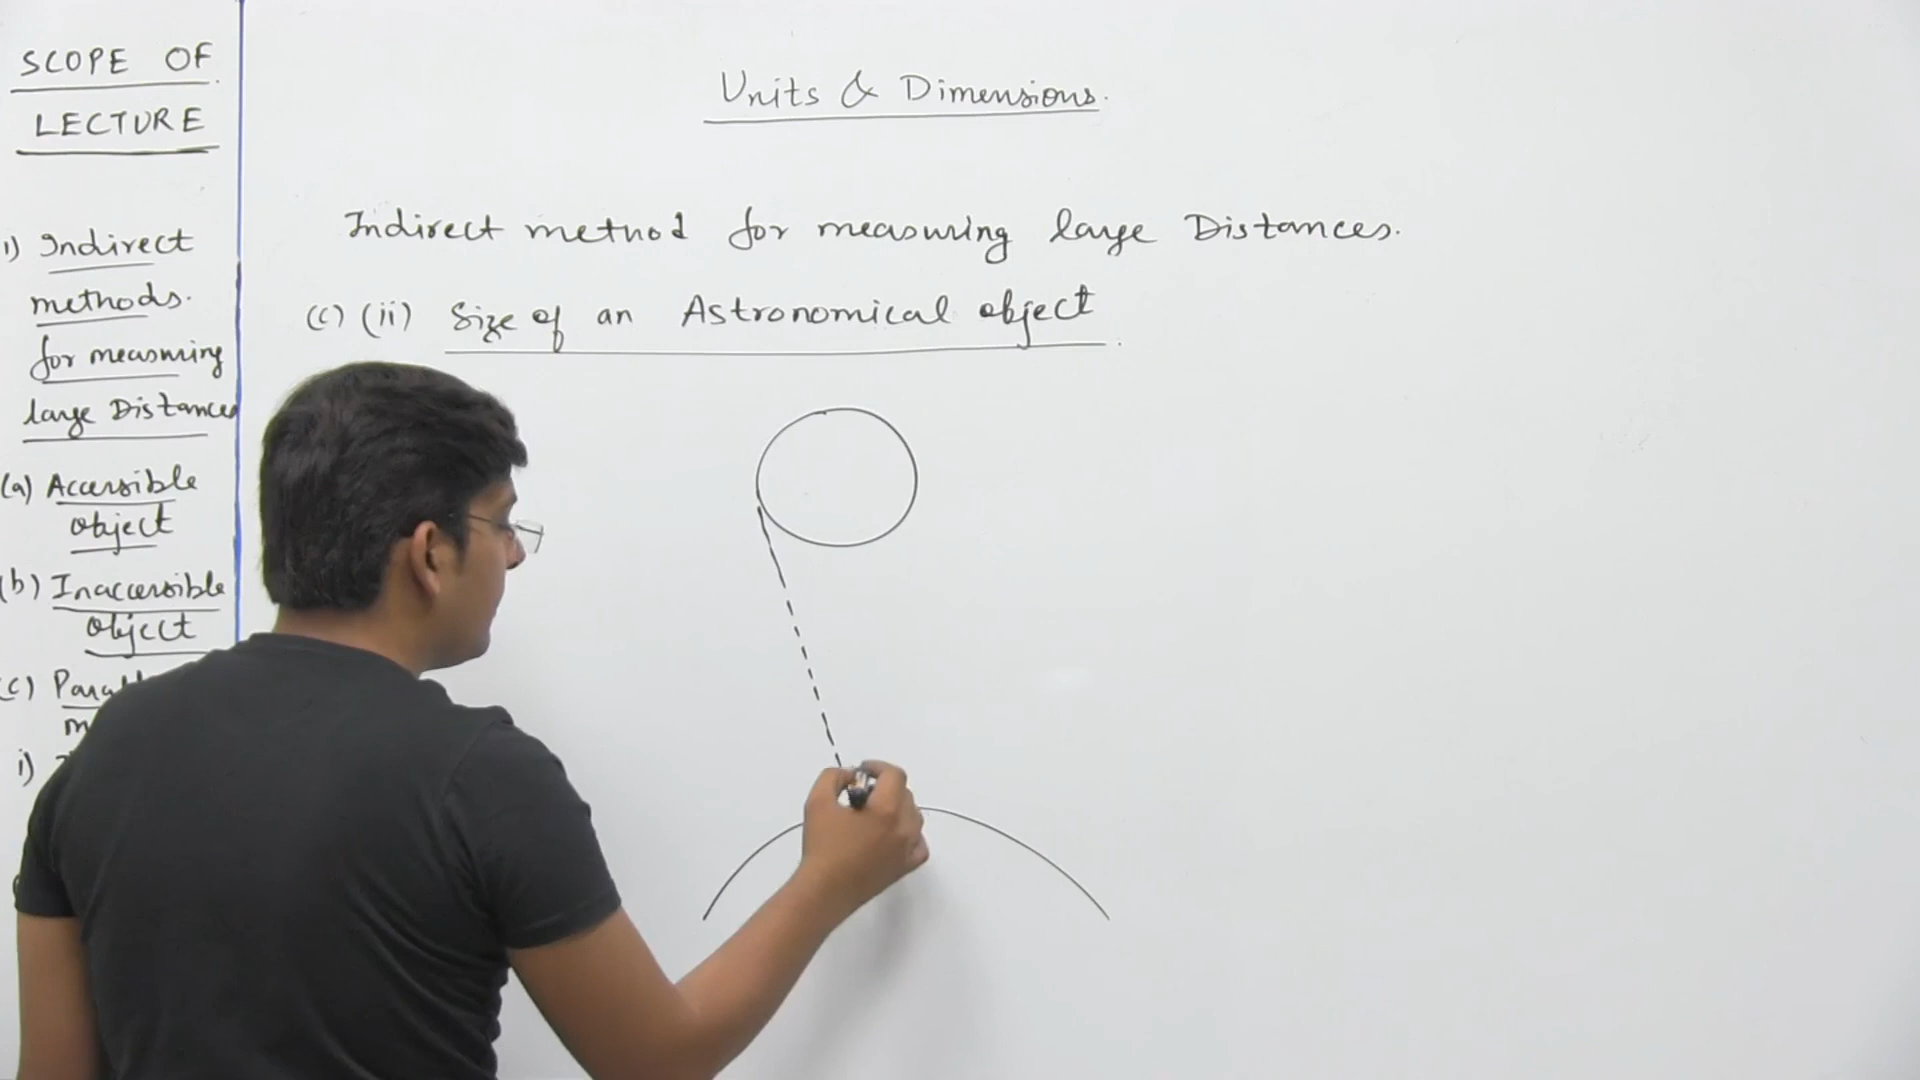 SCOPE OF
LECTURE
1) Indirect
methods.
for measuring
large Distances
(a) Accessible
object
(b) Inaccessible
object
(c)
i)
Units & Dimensions.
Indirect method for measuring large Distances.
(c) (ii) Size of an Astronomical object.